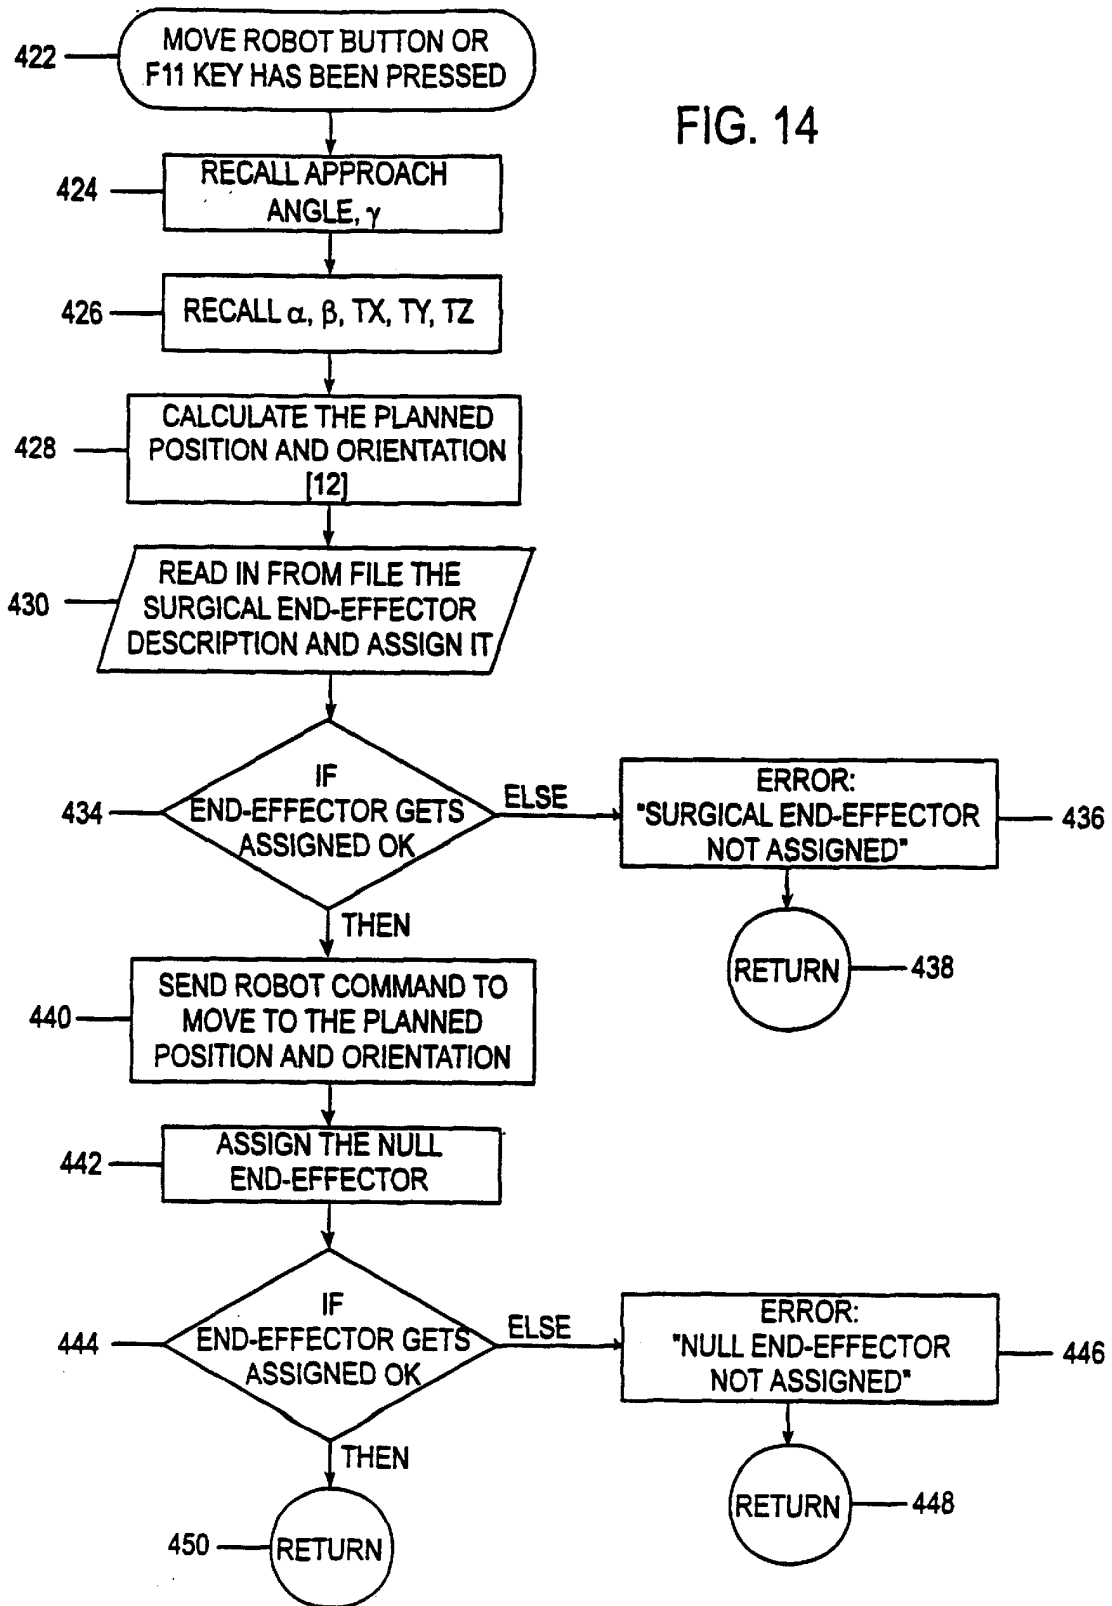 422
MOVE ROBOT BUTTON OR
F11 KEY HAS BEEN PRESSED
FIG. 14
424
RECALL APPROACH
ANGLE, γ
426
RECALL α, β, TX, TY, TZ
428
CALCULATE THE PLANNED
POSITION AND ORIENTATION
[12]
430
READ IN FROM FILE THE
SURGICAL END-EFFECTOR
DESCRIPTION AND ASSIGN IT
434
IF
END-EFFECTOR GETS
ASSIGNED OK
ELSE
ERROR:
"SURGICAL END-EFFECTOR
NOT ASSIGNED"
436
RETURN
438
THEN
440
SEND ROBOT COMMAND TO
MOVE TO THE PLANNED
POSITION AND ORIENTATION
442
ASSIGN THE NULL
END-EFFECTOR
444
IF
END-EFFECTOR GETS
ASSIGNED OK
ELSE
ERROR:
"NULL END-EFFECTOR
NOT ASSIGNED"
446
RETURN
448
THEN
450
RETURN